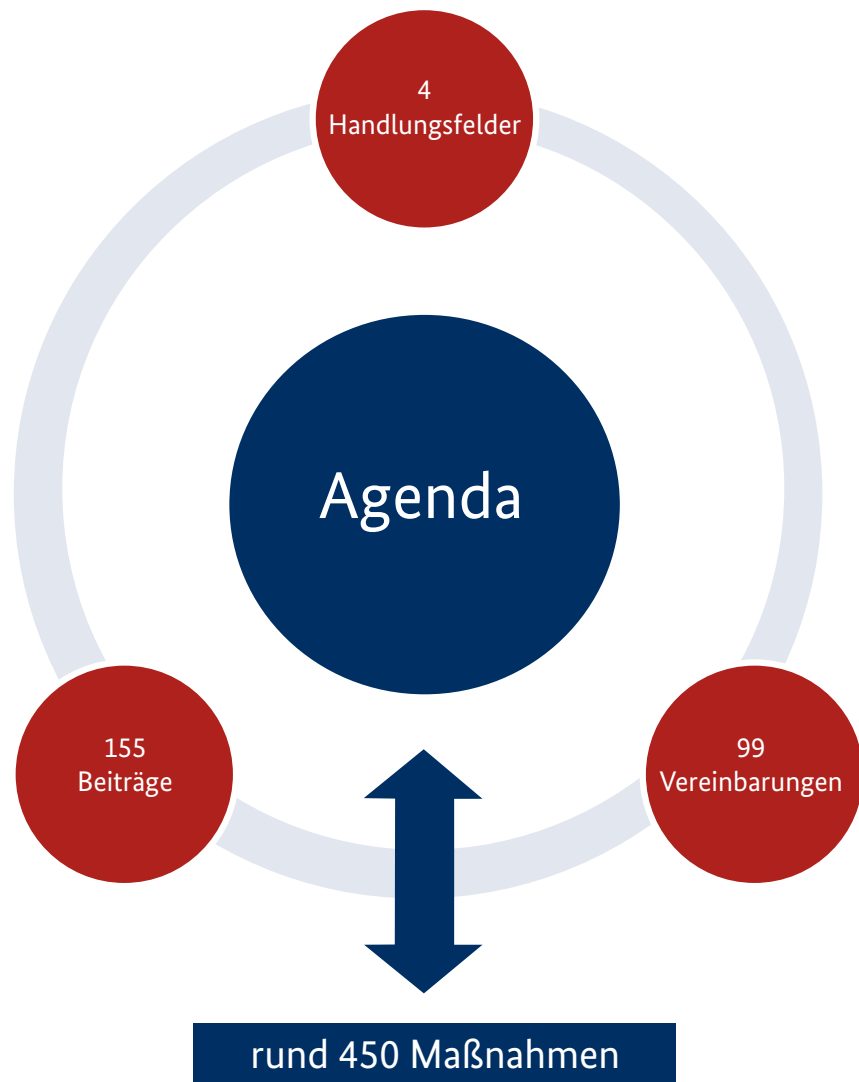 4
Handlungsfelder
Agenda
155
Beiträge
99
Vereinbarungen
rund 450 Maßnahmen